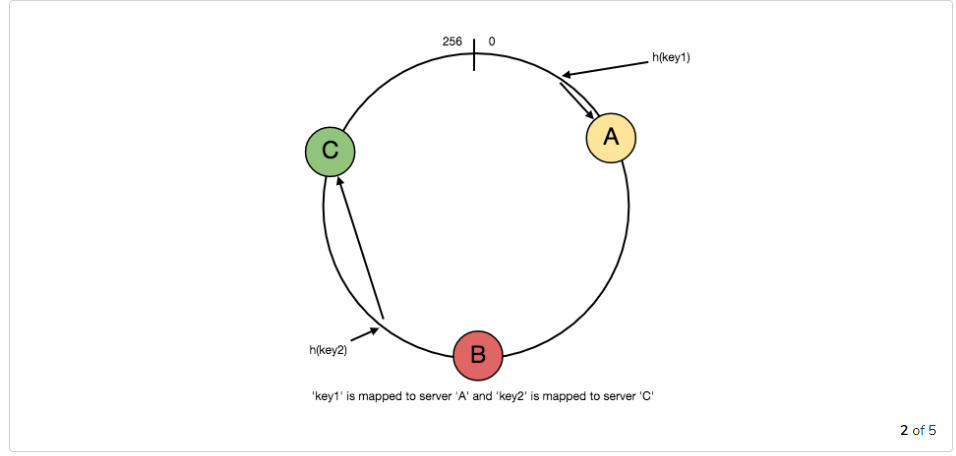 256 0
h(key1)
A
C
h(key2)
B
'key1' is mapped to server 'A' and 'key2' is mapped to server 'C'
2 of 5